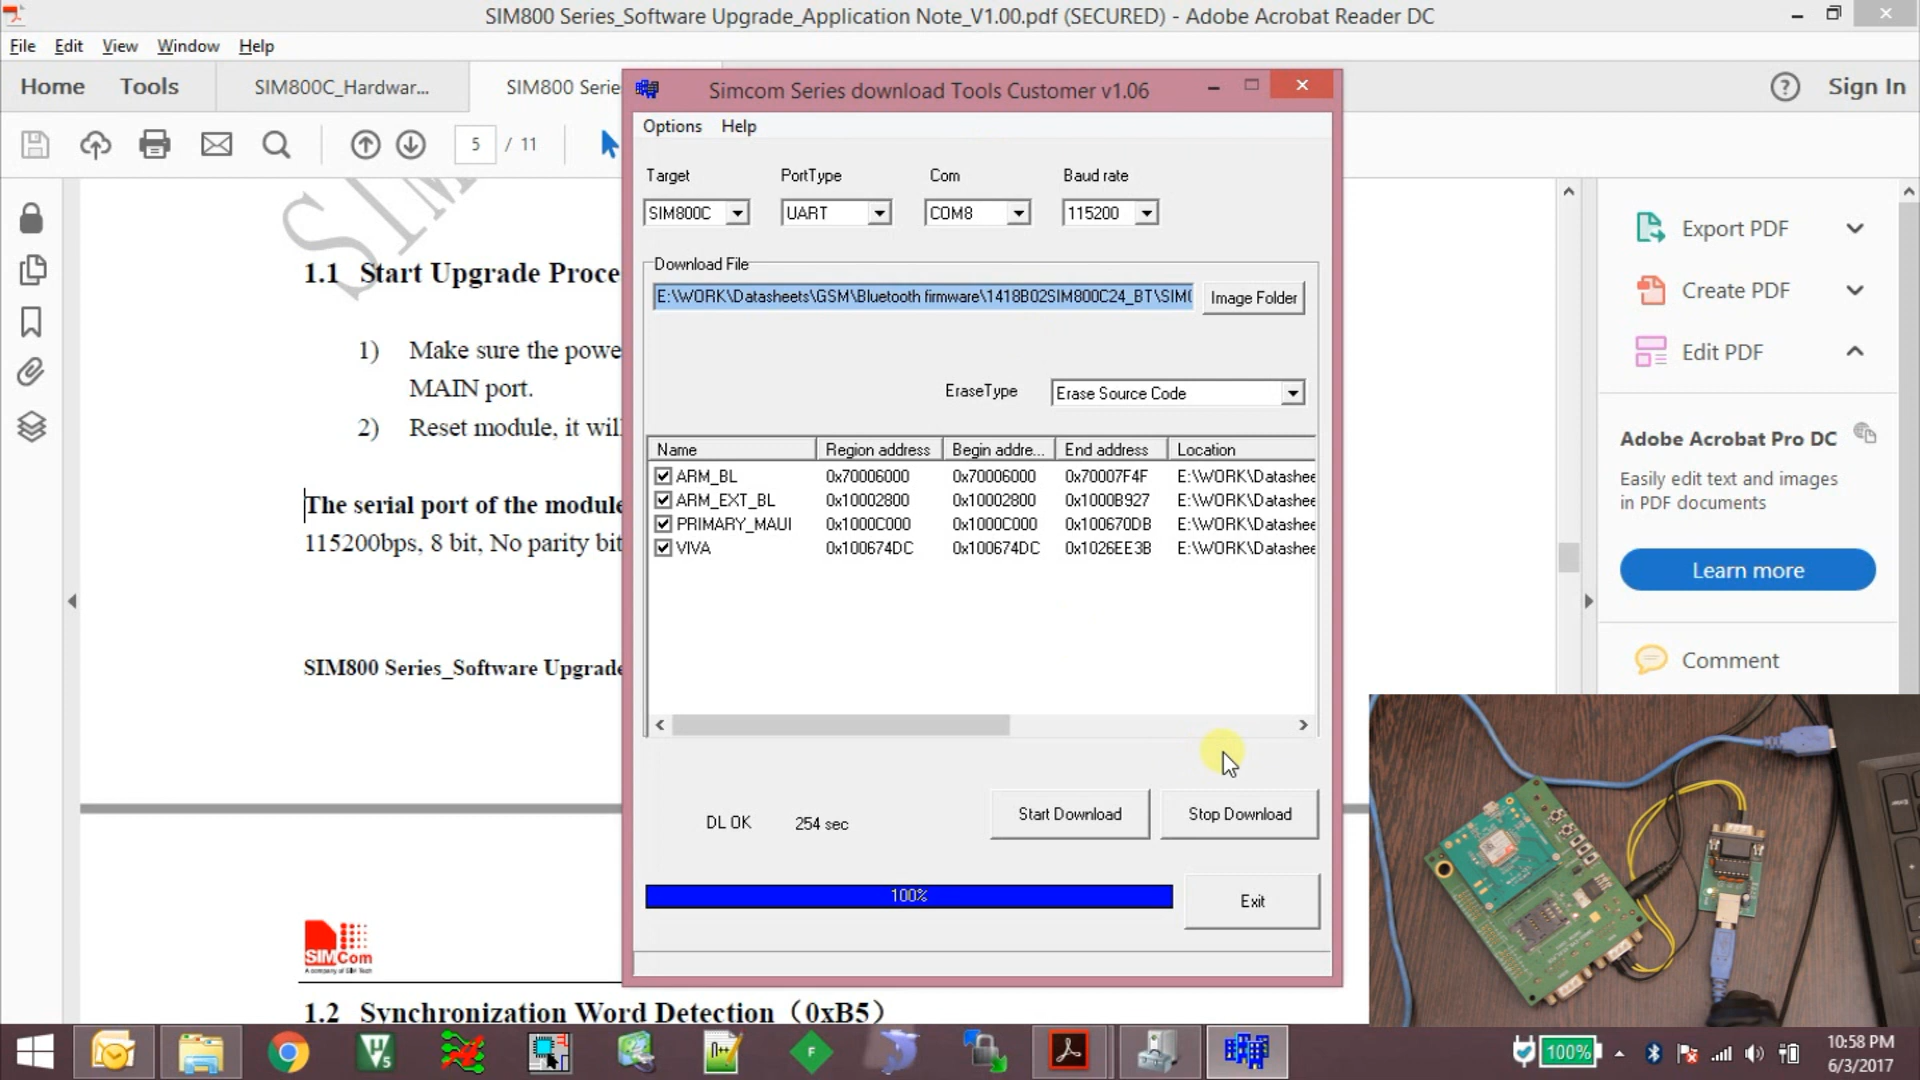 SIM800 Series_Software Upgrade_Application Note_V1.00.pdf (SECURED) - Adobe Acrobat Reader DC
File Edit View Window Help
Home Tools SIM800C_Hardwar... SIM800 Serie
Sign In
5 / 11
1.1 Start Upgrade Proce
1) Make sure the powe
MAIN port.
2) Reset module, it wil
The serial port of the module
115200bps, 8 bit, No parity bit
SIM800 Series_Software Upgrade
SIMCom
A company of SIM Tech
1.2 Synchronization Word Detection（0xB5）
Simcom Series download Tools Customer v1.06
Options Help
Target PortType Com Baud rate
SIM800C UART COM8 115200
Download File
E:\WORK\Datasheets\GSM\Bluetooth firmware\1418B02SIM800C24_BT\SIM(
Image Folder
EraseType Erase Source Code
Name Region address Begin addre... End address Location
ARM_BL 0x70006000 0x70006000 0x70007F4F E:\WORK\Datashee
ARM_EXT_BL 0x10002800 0x10002800 0x1000B927 E:\WORK\Datashee
PRIMARY_MAUI 0x1000C000 0x1000C000 0x100670DB E:\WORK\Datashee
VIVA 0x100674DC 0x100674DC 0x1026EE3B E:\WORK\Datashee
DL OK 254 sec Start Download Stop Download
100%
Exit
Export PDF
Create PDF
Edit PDF
Adobe Acrobat Pro DC
Easily edit text and images
in PDF documents
Learn more
Comment
100%
10:58 PM
6/3/2017